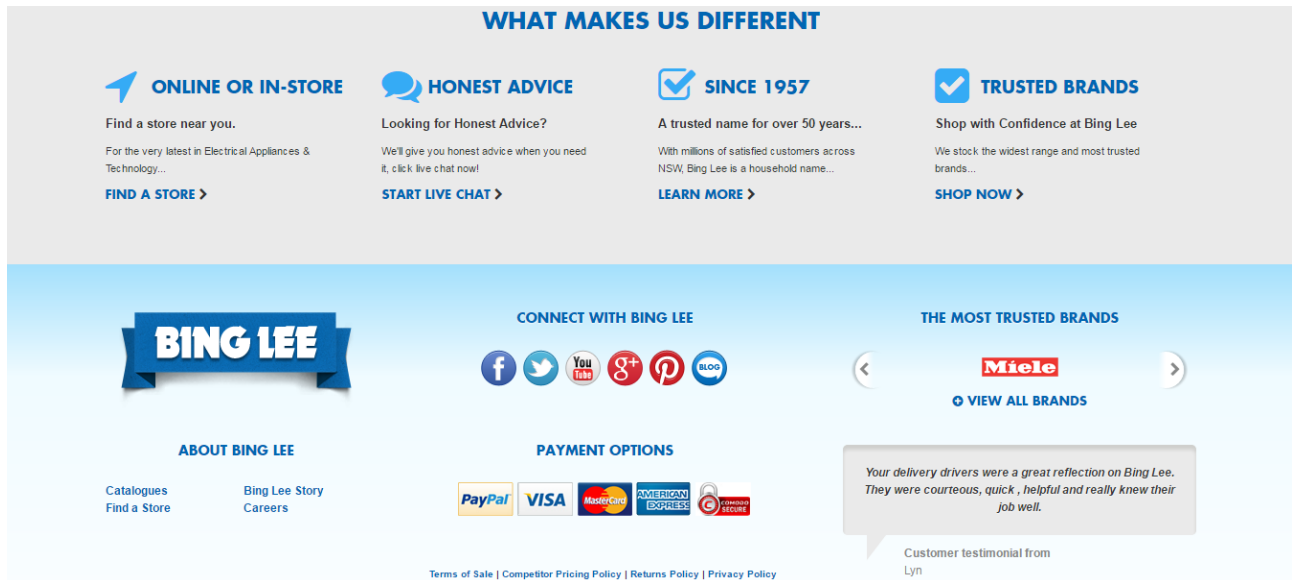 WHAT MAKES US DIFFERENT
ONLINE OR IN-STORE
Find a store near you.
For the very latest in Electrical Appliances &
Technology...
FIND A STORE
HONEST ADVICE
Looking for Honest Advice?
We'll give you honest advice when you need
it, click live chat now!
START LIVE CHAT
SINCE 1957
A trusted name for over 50 years...
With millions of satisfied customers across
NSW, Bing Lee is a household name...
LEARN MORE
TRUSTED BRANDS
Shop with Confidence at Bing Lee
We stock the widest range and most trusted
brands...
SHOP NOW
BING LEE
CONNECT WITH BING LEE
f
You
Tube
g+
BLOG
THE MOST TRUSTED BRANDS
Miele
VIEW ALL BRANDS
ABOUT BING LEE
Catalogues
Find a Store
Bing Lee Story
Careers
PAYMENT OPTIONS
PayPal
VISA
MasterCard
AMERICAN
EXPRESS
COMODO
SECURE
Your delivery drivers were a great reflection on Bing Lee.
They were courteous, quick , helpful and really knew their
job well.
Customer testimonial from
Lyn
Terms of Sale | Competitor Pricing Policy | Returns Policy | Privacy Policy